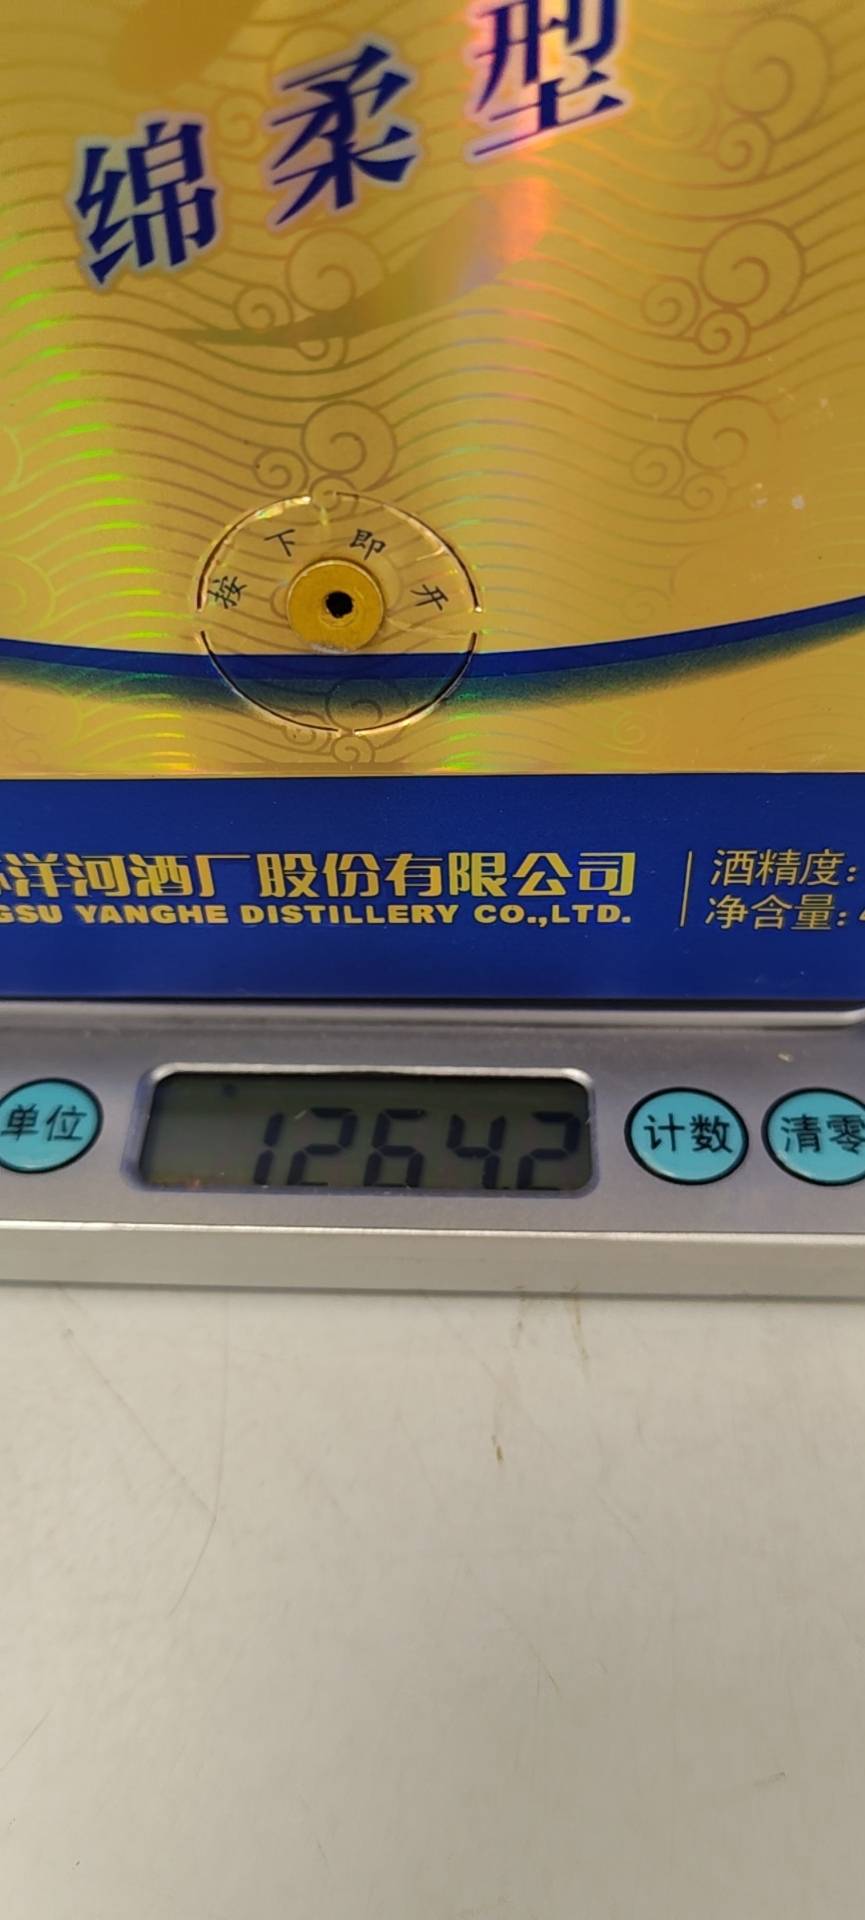 绵柔型
按下即开
洋河酒厂股份有限公司
GSU YANGHE DISTILLERY CO.,LTD.
酒精度:
净含量:
单位
1264.2
计数
清零